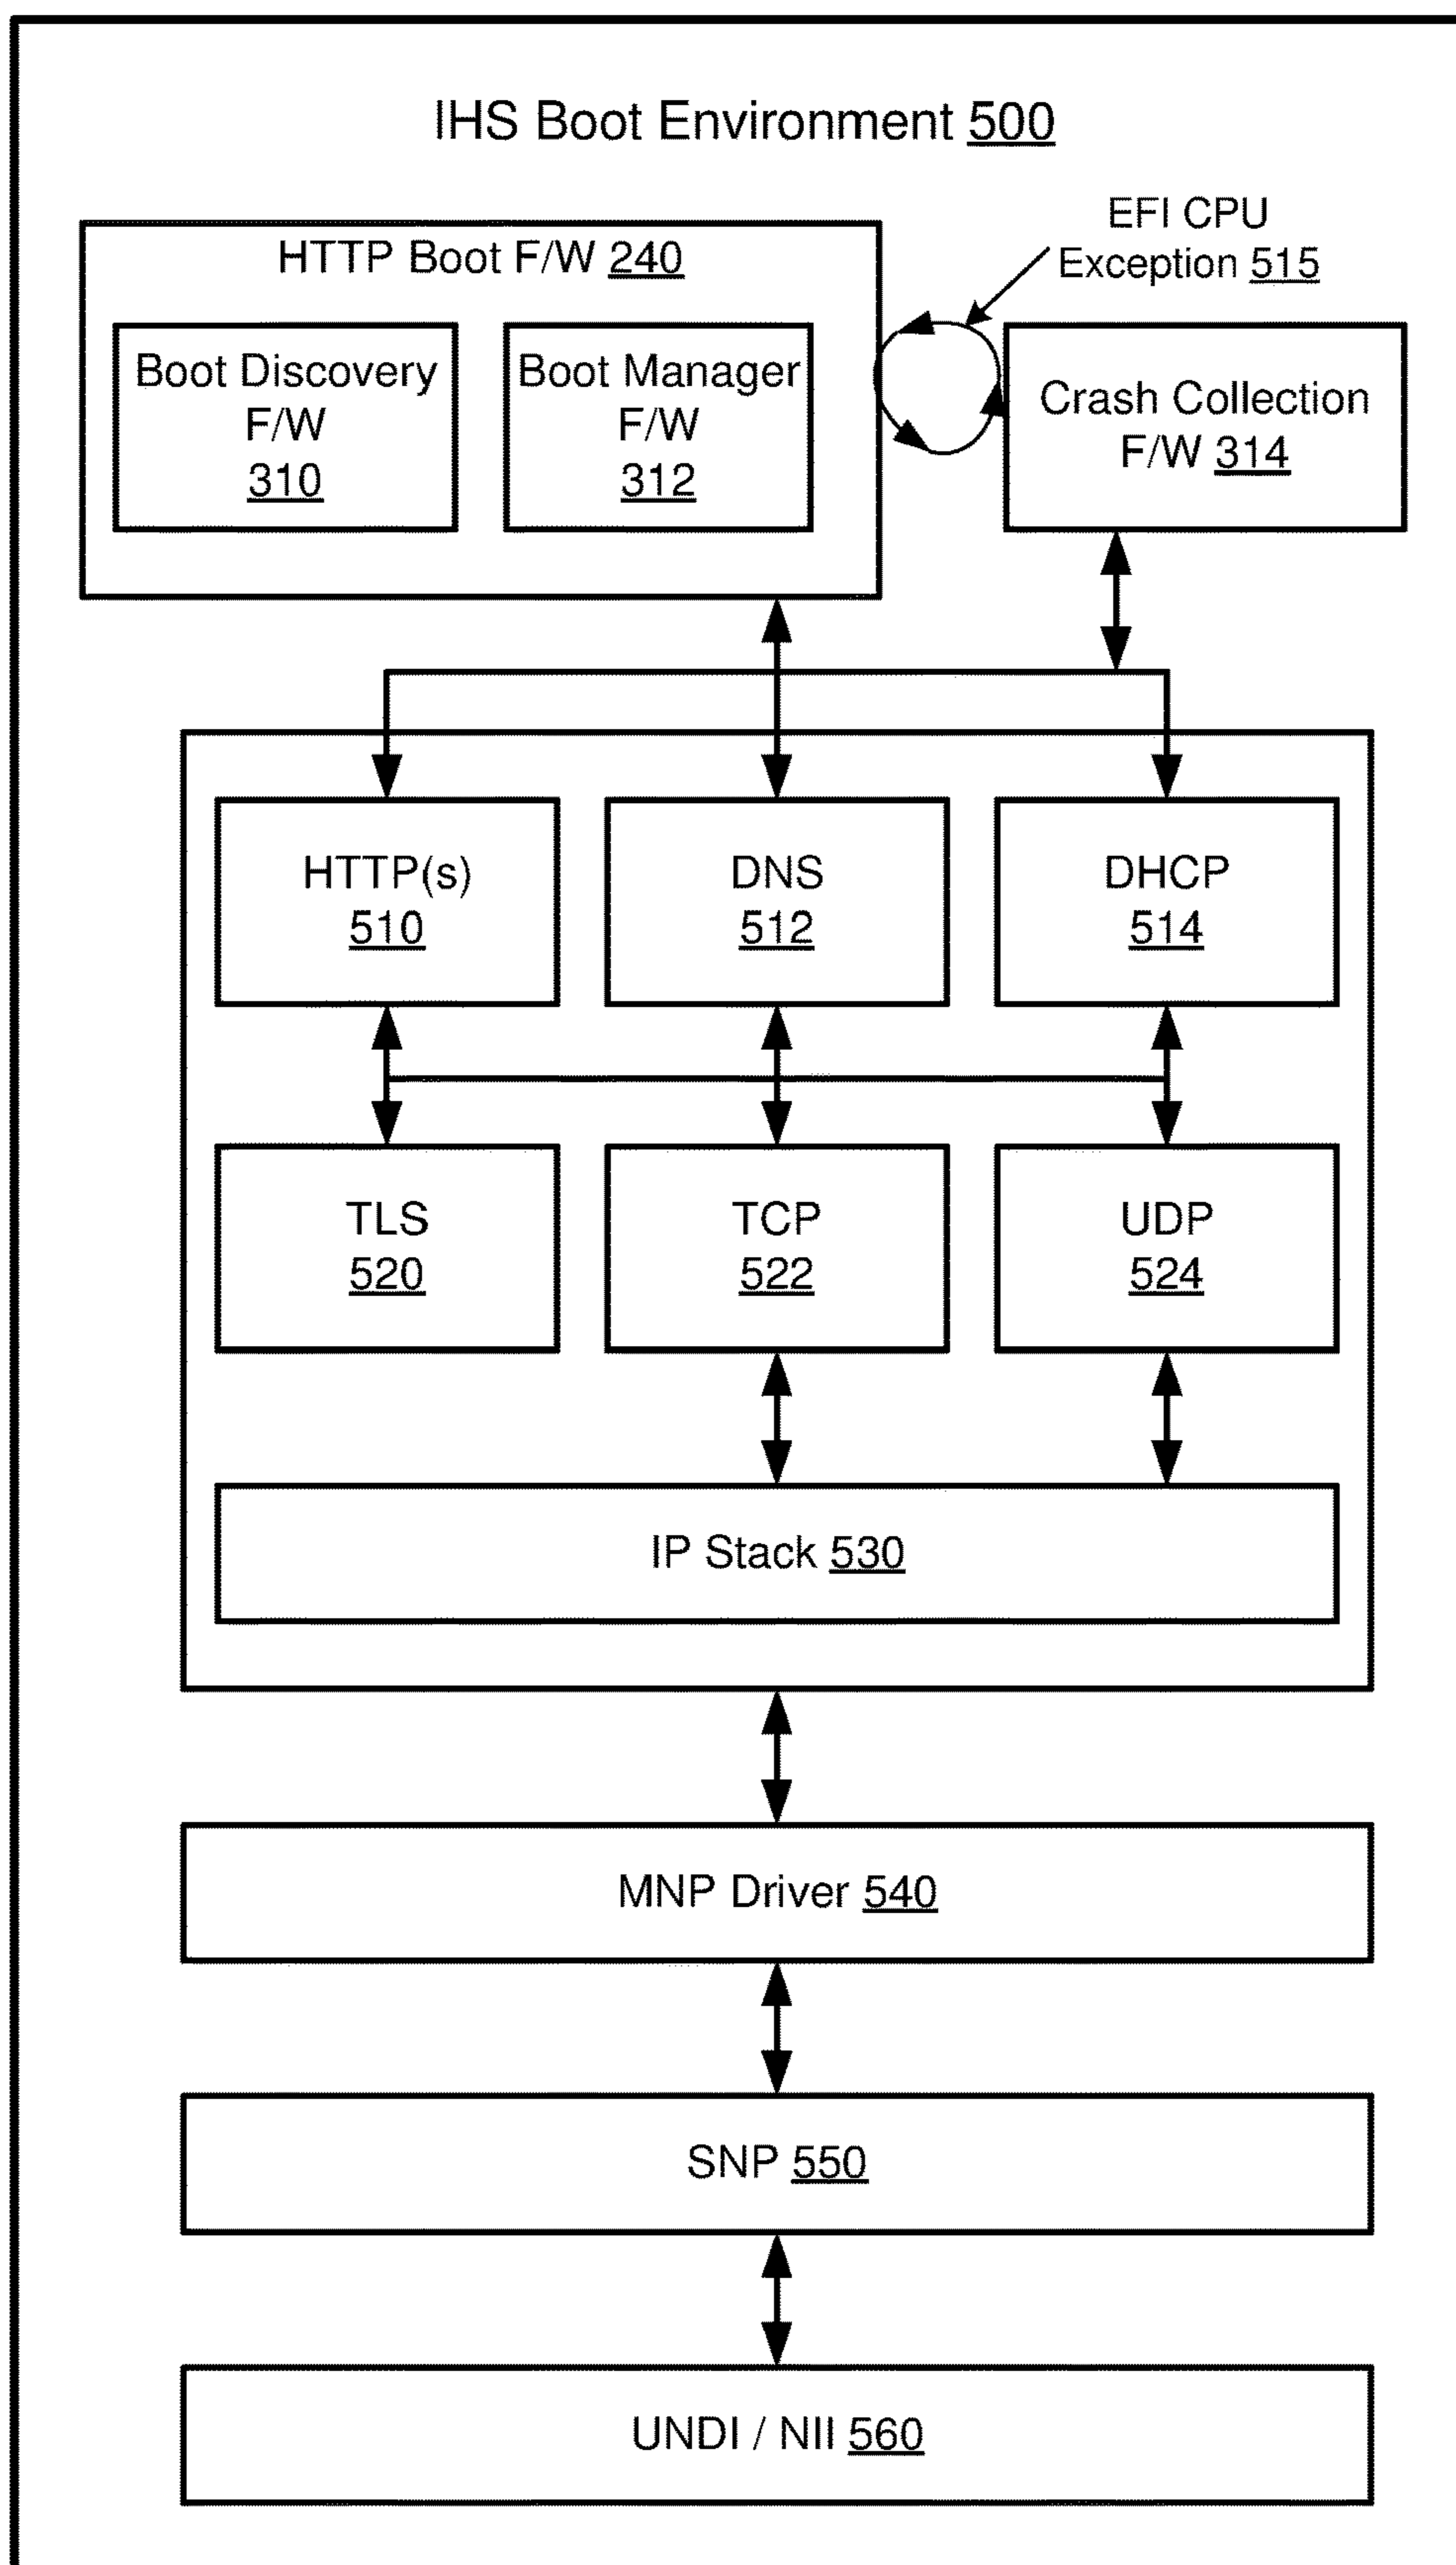 IHS Boot Environment 500
EFI CPU
Exception 515
HTTP Boot F/W 240
Boot Discovery
F/W
310
Boot Manager
F/W
312
Crash Collection
F/W 314
HTTP(s)
510
DNS
512
DHCP
514
TLS
520
TCP
522
UDP
524
IP Stack 530
MNP Driver 540
SNP 550
UNDI / NII 560